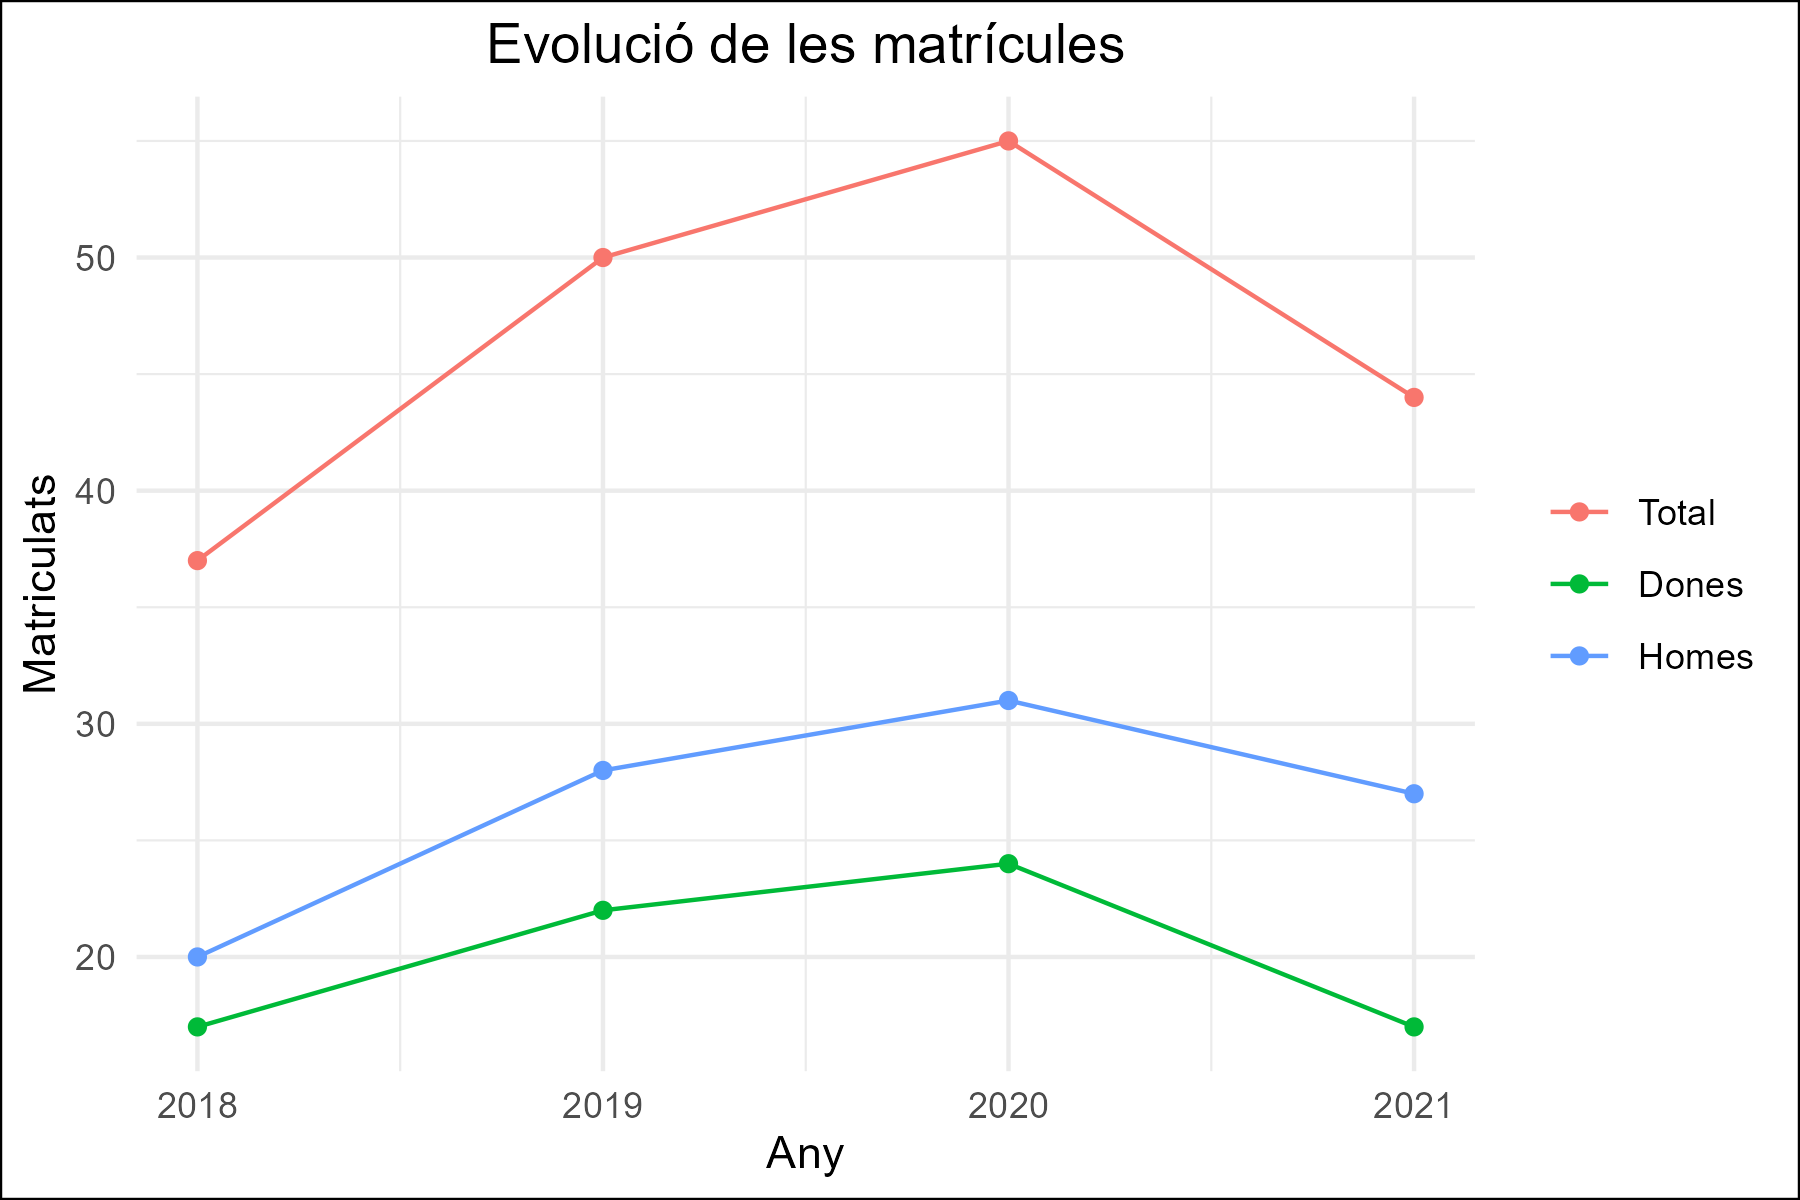 Evolució de les matrícules
Matriculats
50
40
30
20
2018
2019
2020
2021
Any
Total
Dones
Homes